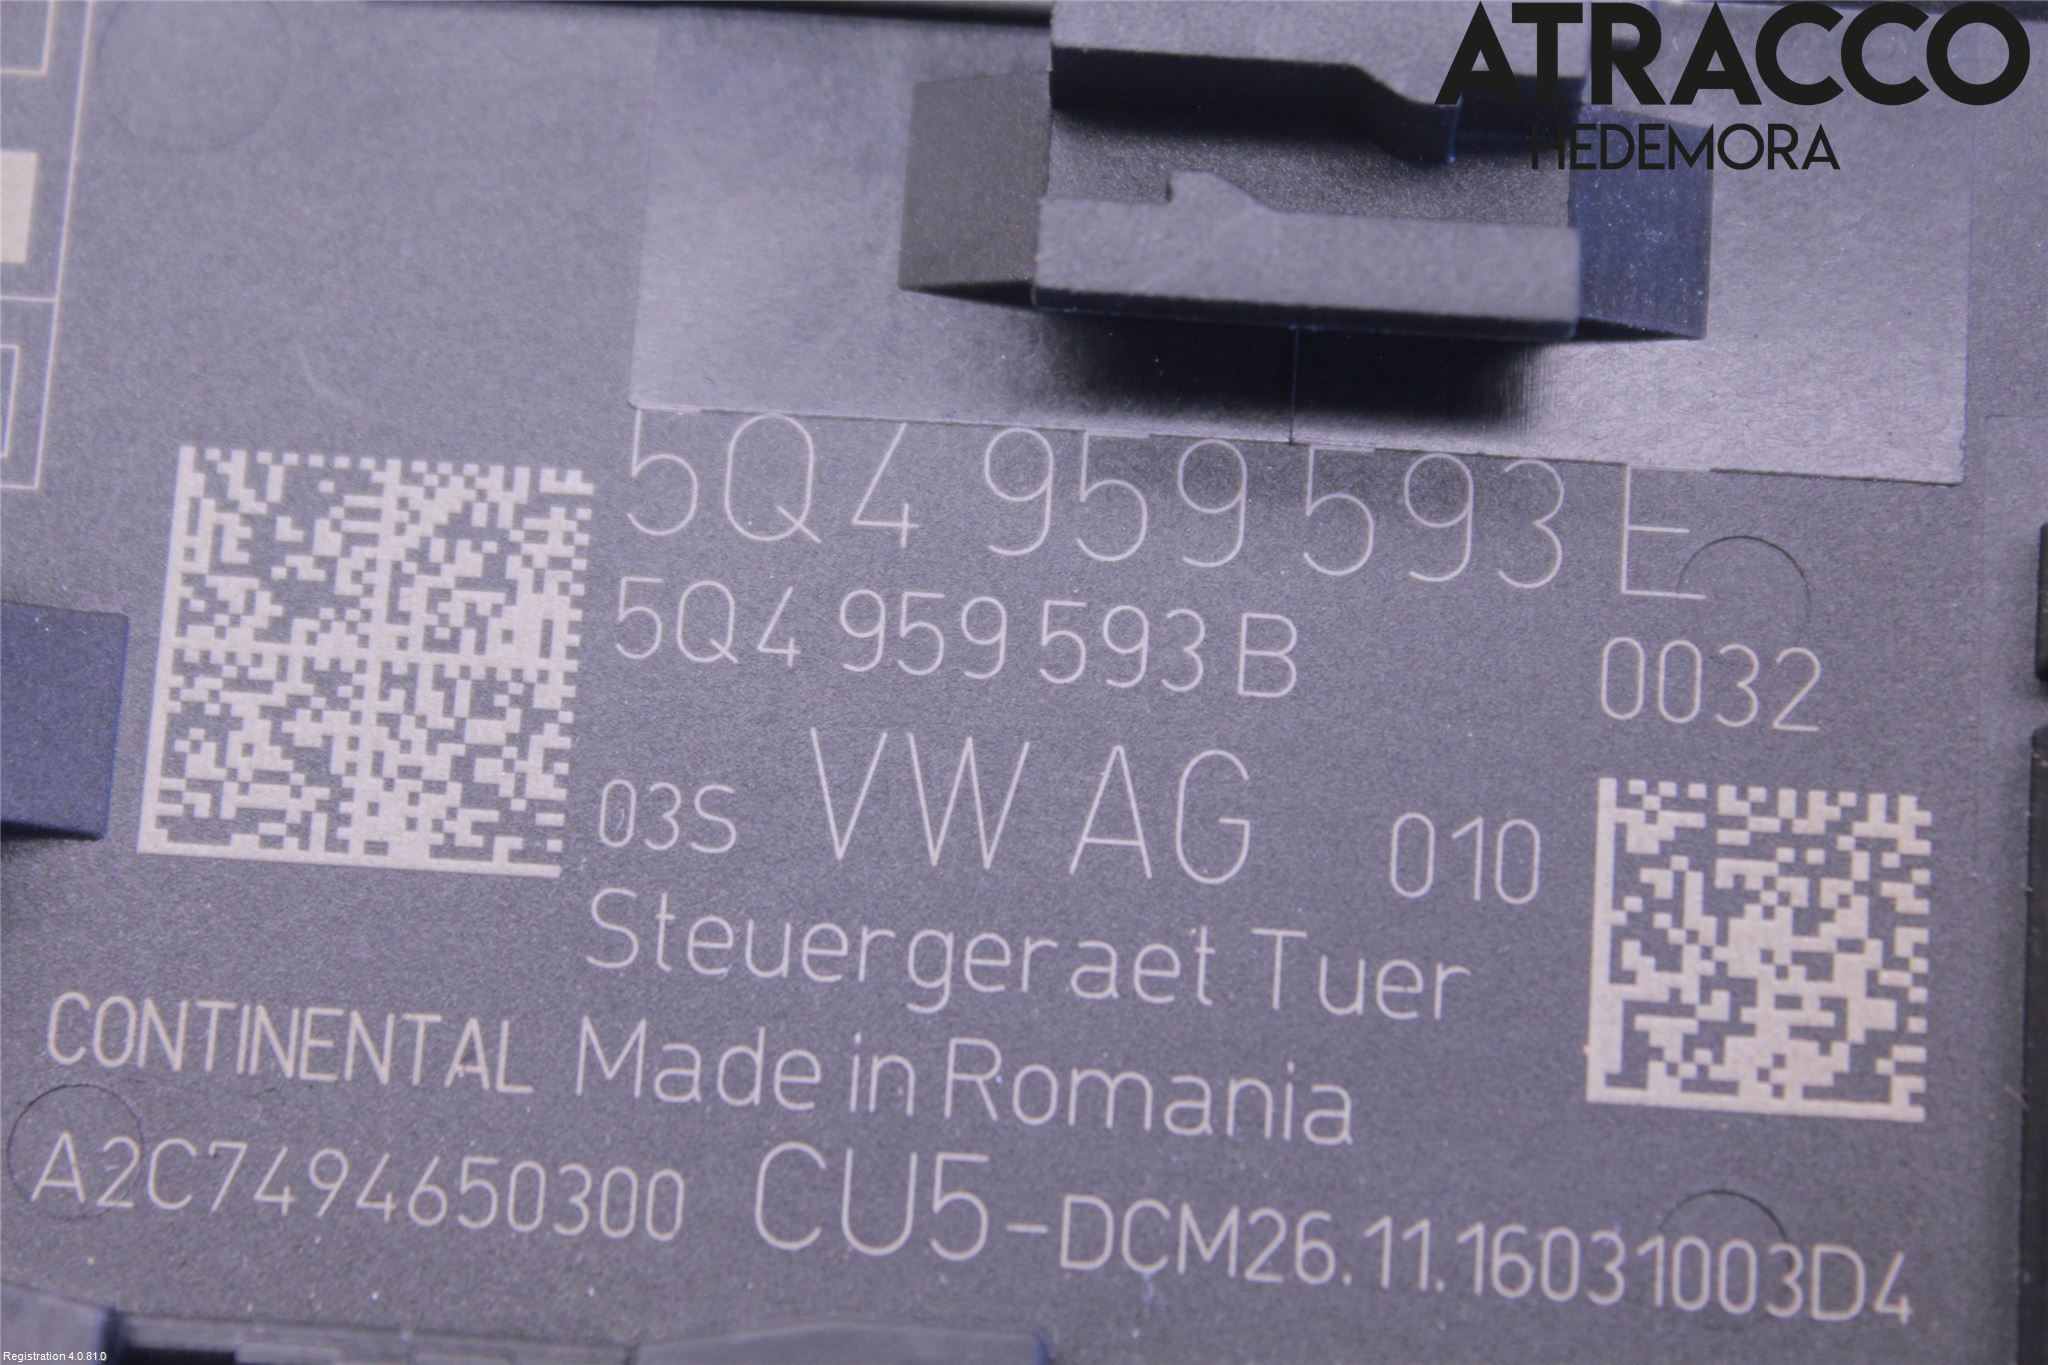 ATRACCO
HEDEMORA
5Q4 959 593 E
5Q4 959 593 B
0032
03S VW AG 010
Steuergeraet Tuer
CONTINENTAL Made in Romania
A2C7494650300 CU5-DCM26.11.16031003D4
Registration 4.0.81.0